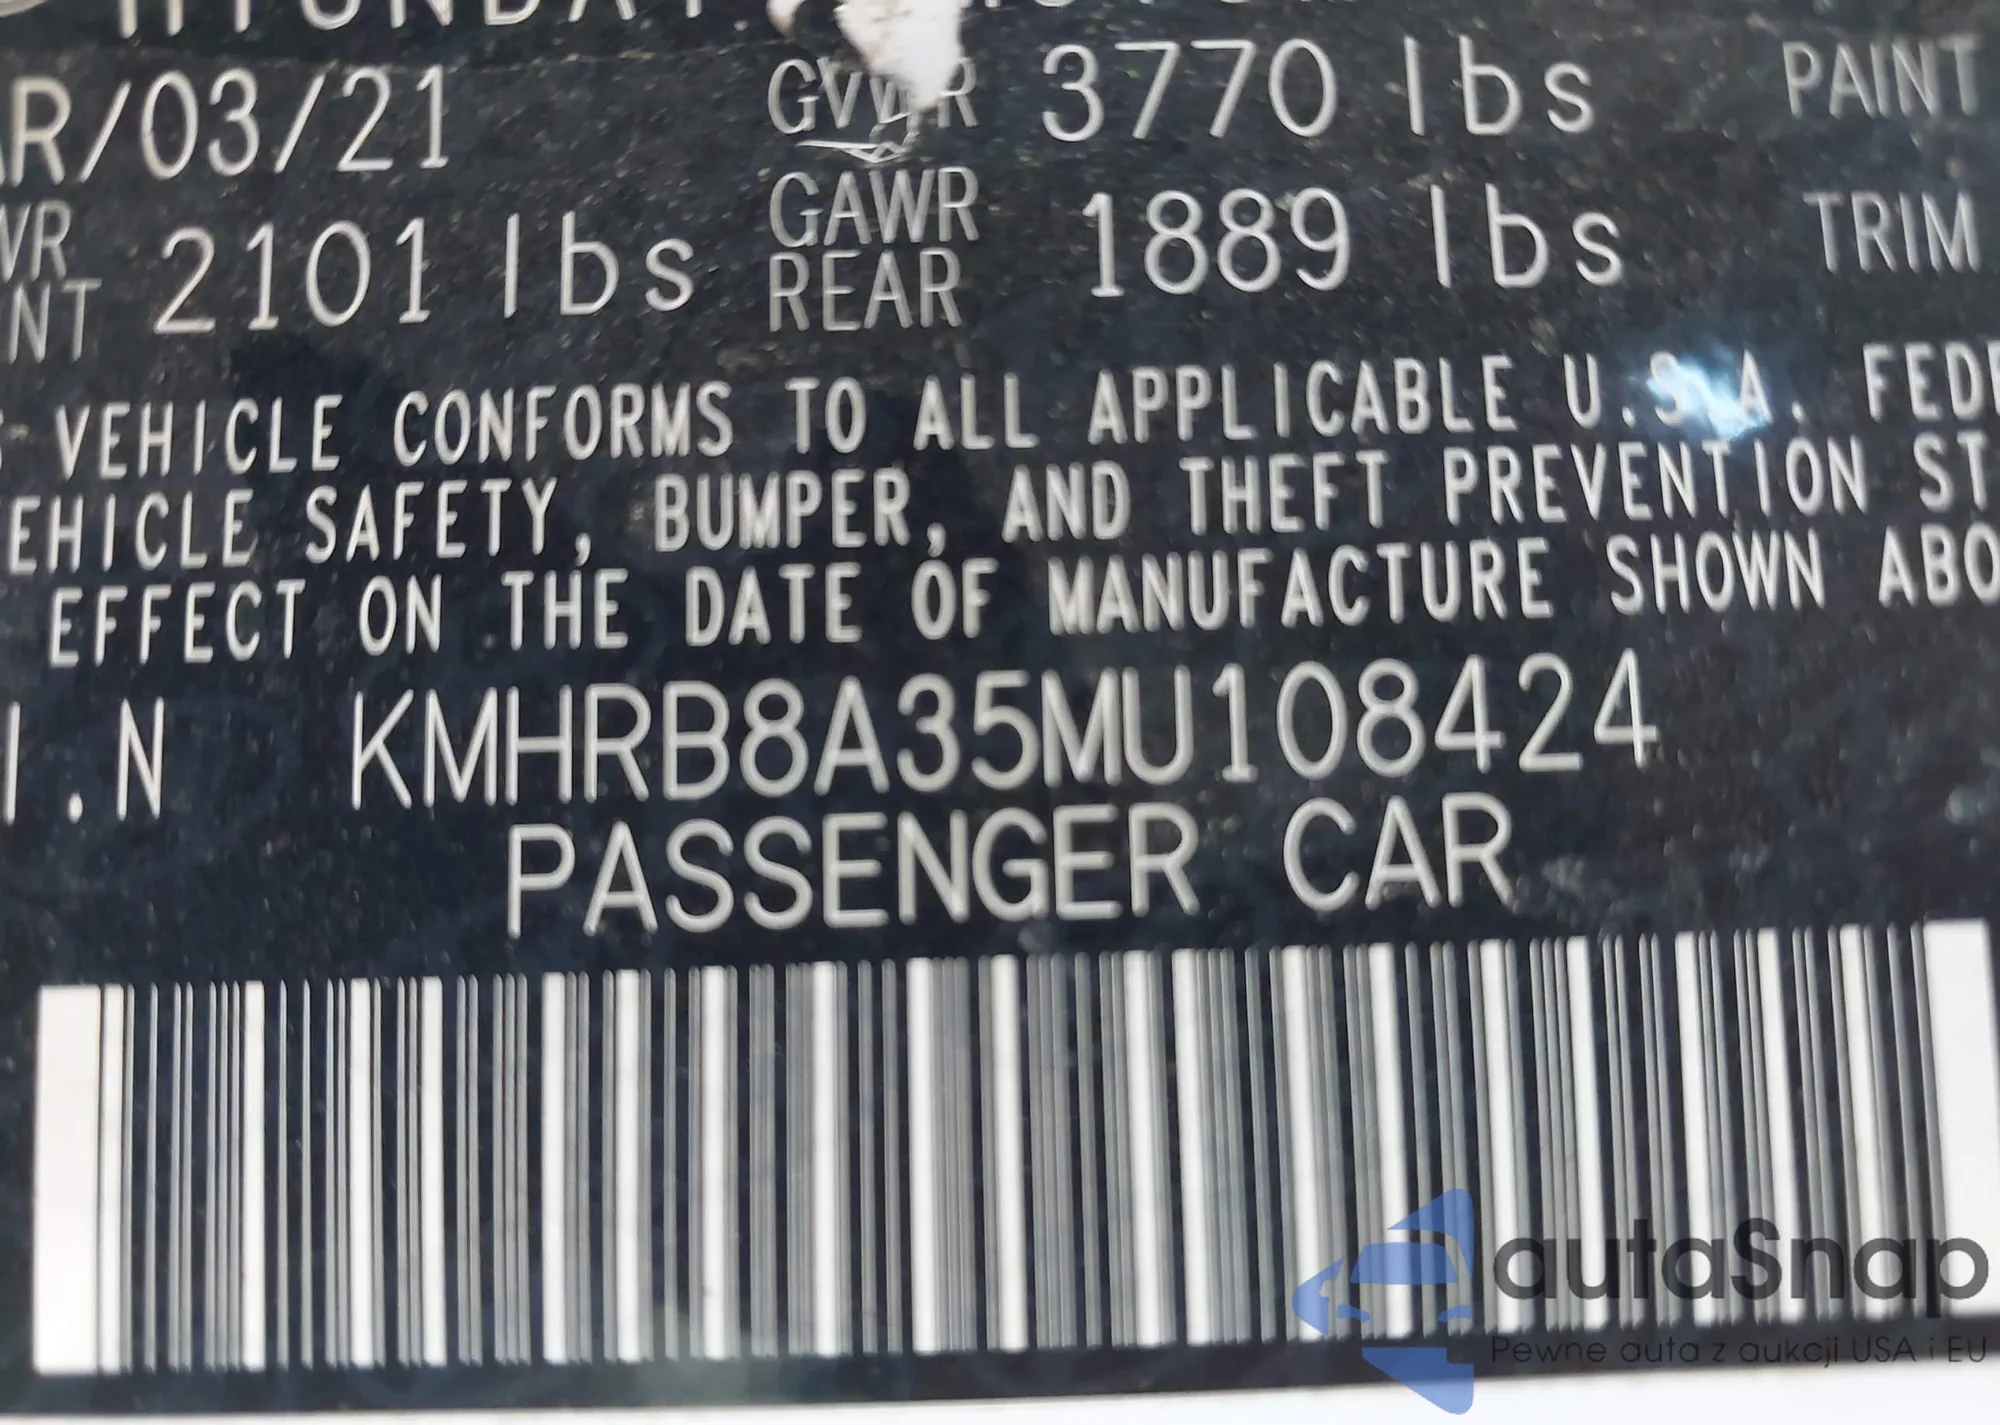 HYUNDAI
AR/03/21 GVWR 3770 lbs PAINT
WR NT 2101 lbs GAWR REAR 1889 lbs TRIM
VEHICLE CONFORMS TO ALL APPLICABLE U.S.A. FEDE
EHICLE SAFETY, BUMPER, AND THEFT PREVENTION ST
EFFECT ON THE DATE OF MANUFACTURE SHOWN ABO
I.N KMHRB8A35MU108424
PASSENGER CAR
autaSnap
Pewne auta z aukcji USA i EU